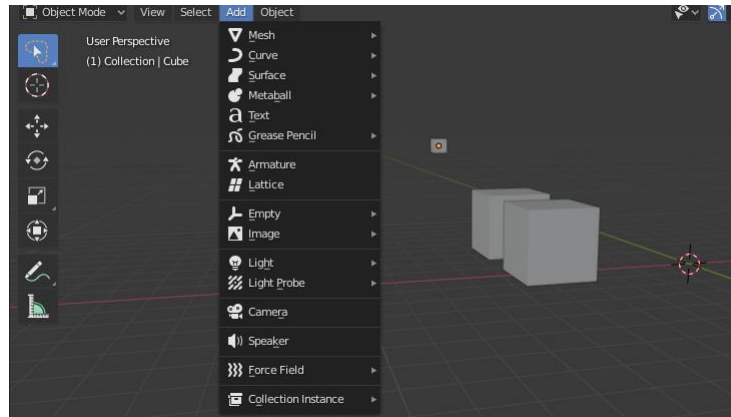 Object Mode View Select Add Object
User Perspective
(1) Collection | Cube
Mesh
Curve
Surface
Metaball
Text
Grease Pencil
Armature
Lattice
Empty
Image
Light
Light Probe
Camera
Speaker
Force Field
Collection Instance